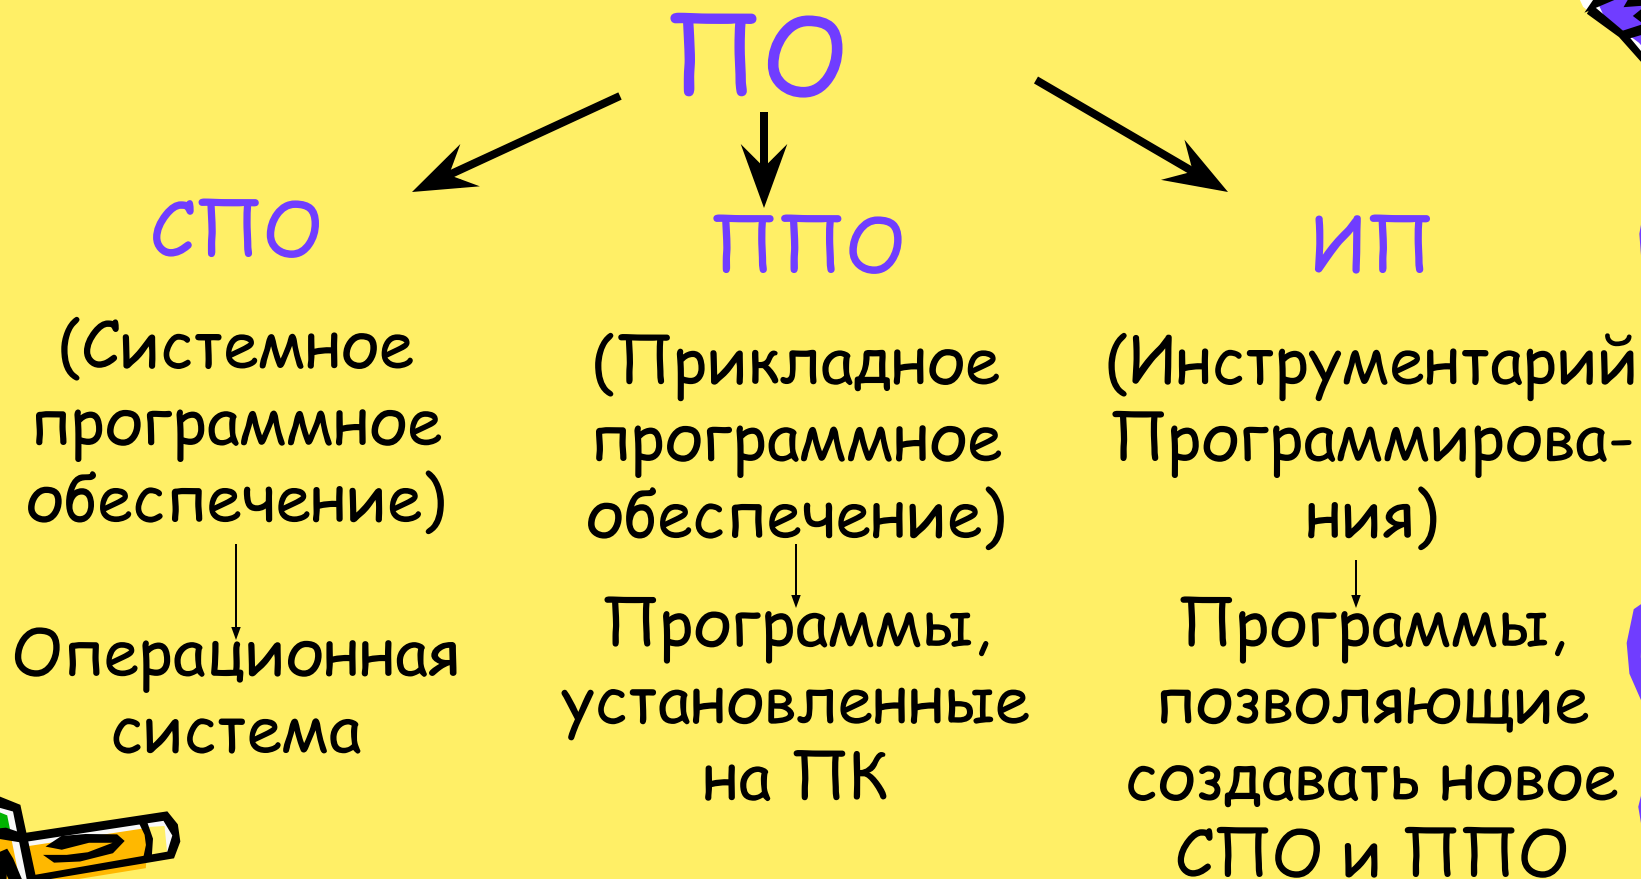 ПО
СПО
(Системное
программное
обеспечение)
Операционная
система
ППО
(Прикладное
программное
обеспечение)
Программы,
установленные
на ПК
ИП
(Инструментарий
Программирова-
ния)
Программы,
позволяющие
создавать новое
СПО и ППО